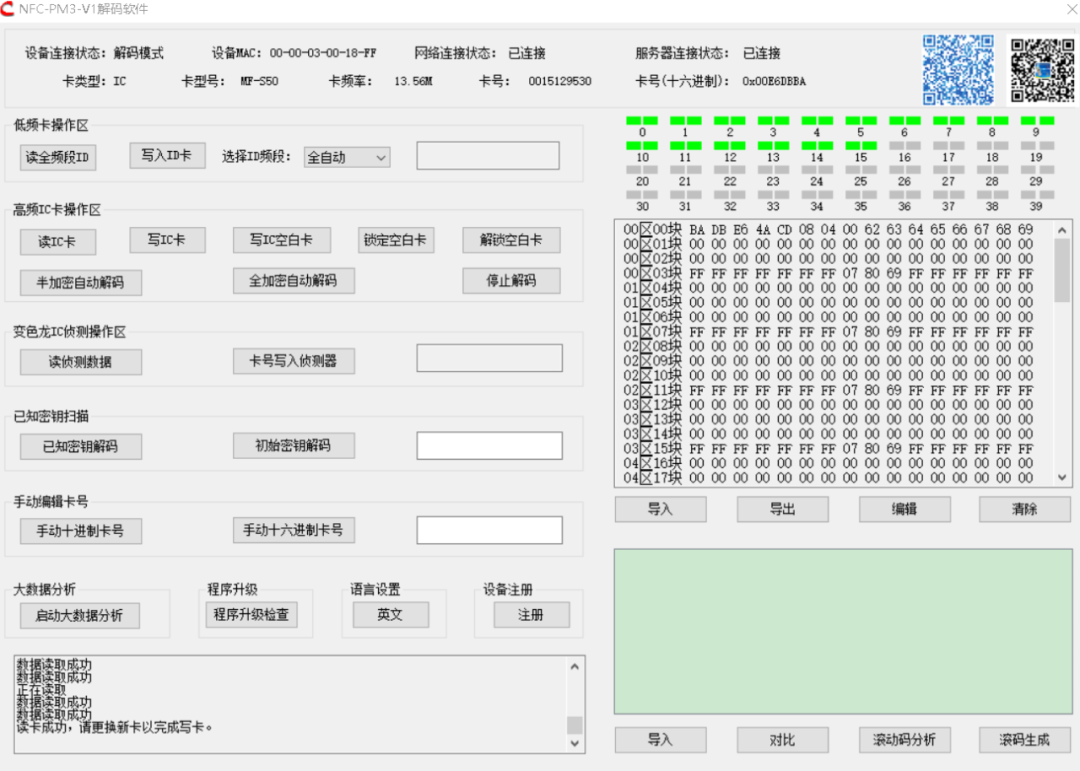 NFC-PM3-V1解码软件
设备连接状态: 解码模式 设备MAC: 00-00-03-00-18-FF 网络连接状态: 已连接 服务器连接状态: 已连接
卡类型: IC 卡型号: MF-S50 卡频率: 13.56M 卡号: 0015129530 卡号(十六进制): 0x00E6DBBA
低频卡操作区
读全频段ID 写入ID卡 选择ID频段: 全自动
高频IC卡操作区
读IC卡 写IC卡 写IC空白卡 锁定空白卡 解锁空白卡
半加密自动解码 全加密自动解码 停止解码
变色龙IC侦测操作区
读侦测数据 卡号写入侦测器
已知密钥扫描
已知密钥解码 初始密钥解码
手动编辑卡号
手动十进制卡号 手动十六进制卡号
大数据分析 程序升级 语言设置 设备注册
启动大数据分析 程序升级检查 英文 注册
数据读取成功
数据读取成功
正在读取
数据读取成功
数据读取成功
读卡成功，请更换新卡以完成写卡。
0 1 2 3 4 5 6 7 8 9
10 11 12 13 14 15 16 17 18 19
20 21 22 23 24 25 26 27 28 29
30 31 32 33 34 35 36 37 38 39
00区00块 BA DB E6 4A CD 08 04 00 62 63 64 65 66 67 68 69
00区01块 00 00 00 00 00 00 00 00 00 00 00 00 00 00 00 00
00区02块 00 00 00 00 00 00 00 00 00 00 00 00 00 00 00 00
00区03块 FF FF FF FF FF FF FF 07 80 69 FF FF FF FF FF FF
01区04块 00 00 00 00 00 00 00 00 00 00 00 00 00 00 00 00
01区05块 00 00 00 00 00 00 00 00 00 00 00 00 00 00 00 00
01区06块 00 00 00 00 00 00 00 00 00 00 00 00 00 00 00 00
01区07块 FF FF FF FF FF FF FF 07 80 69 FF FF FF FF FF FF
02区08块 00 00 00 00 00 00 00 00 00 00 00 00 00 00 00 00
02区09块 00 00 00 00 00 00 00 00 00 00 00 00 00 00 00 00
02区10块 00 00 00 00 00 00 00 00 00 00 00 00 00 00 00 00
02区11块 FF FF FF FF FF FF FF 07 80 69 FF FF FF FF FF FF
03区12块 00 00 00 00 00 00 00 00 00 00 00 00 00 00 00 00
03区13块 00 00 00 00 00 00 00 00 00 00 00 00 00 00 00 00
03区14块 00 00 00 00 00 00 00 00 00 00 00 00 00 00 00 00
03区15块 FF FF FF FF FF FF FF 07 80 69 FF FF FF FF FF FF
04区16块 00 00 00 00 00 00 00 00 00 00 00 00 00 00 00 00
04区17块 00 00 00 00 00 00 00 00 00 00 00 00 00 00 00 00
导入 导出 编辑 清除
导入 对比 滚动码分析 滚码生成